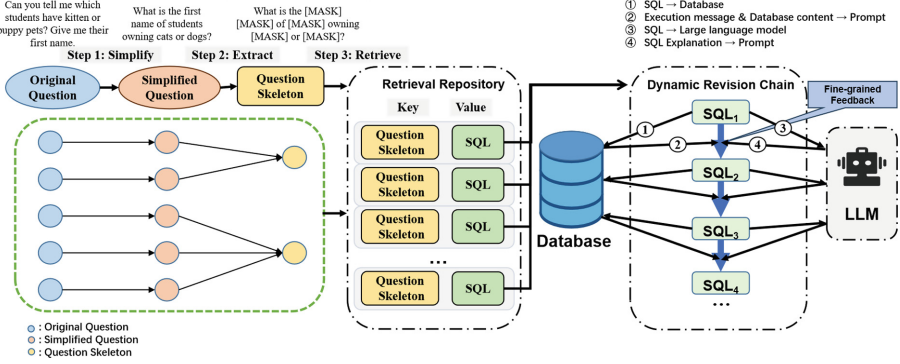 Can you tell me which
students have kitten or
puppy pets? Give me their
first name.
What is the first
name of students
owning cats or dogs?
What is the [MASK]
[MASK] of [MASK] owning
[MASK] or [MASK]?
① SQL → Database
② Execution message & Database content → Prompt
③ SQL → Large language model
④ SQL Explanation → Prompt
Step 1: Simplify
Step 2: Extract
Step 3: Retrieve
Original
Question
Simplified
Question
Question
Skeleton
Retrieval Repository
Key
Value
Question
Skeleton
SQL
Question
Skeleton
SQL
Question
Skeleton
SQL
...
Question
Skeleton
SQL
Database
Dynamic Revision Chain
Fine-grained
Feedback
SQL1
①
③
②
④
SQL2
SQL3
SQL4
...
LLM
: Original Question
: Simplified Question
: Question Skeleton